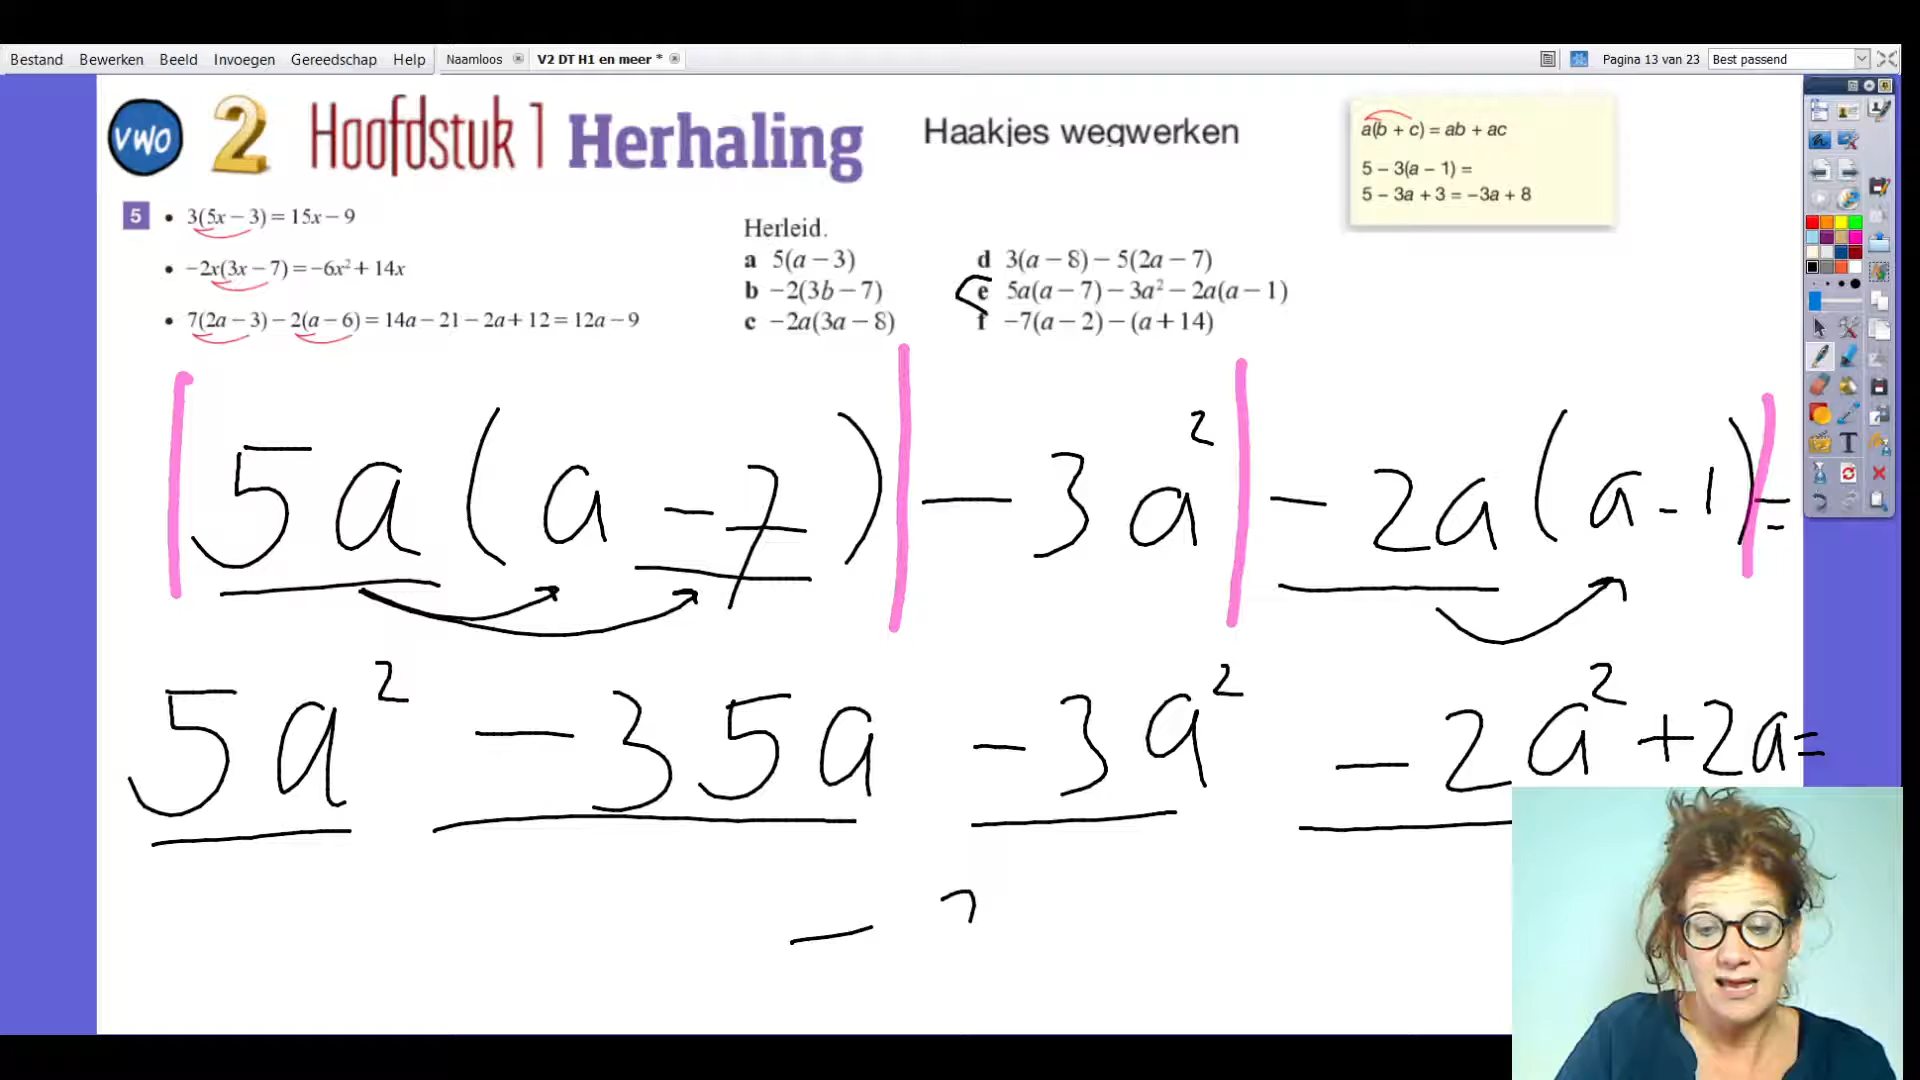 Bestand Bewerken Beeld Invoegen Gereedschap Help Naamloos V2 DT H1 en meer * Pagina 13 van 23 Best passend
VWO 2 Hoofdstuk 1 Herhaling Haakjes wegwerken
a(b + c) = ab + ac
5 − 3(a − 1) =
5 − 3a + 3 = −3a + 8
5 • 3(5x − 3) = 15x − 9
• −2x(3x − 7) = −6x² + 14x
• 7(2a − 3) − 2(a − 6) = 14a − 21 − 2a + 12 = 12a − 9
Herleid.
a 5(a − 3)
b −2(3b − 7)
c −2a(3a − 8)
d 3(a − 8) − 5(2a − 7)
e 5a(a − 7) − 3a² − 2a(a − 1)
f −7(a − 2) − (a + 14)
5a(a − 7) − 3a² − 2a(a − 1) =
5a² − 35a − 3a² − 2a² + 2a =
−